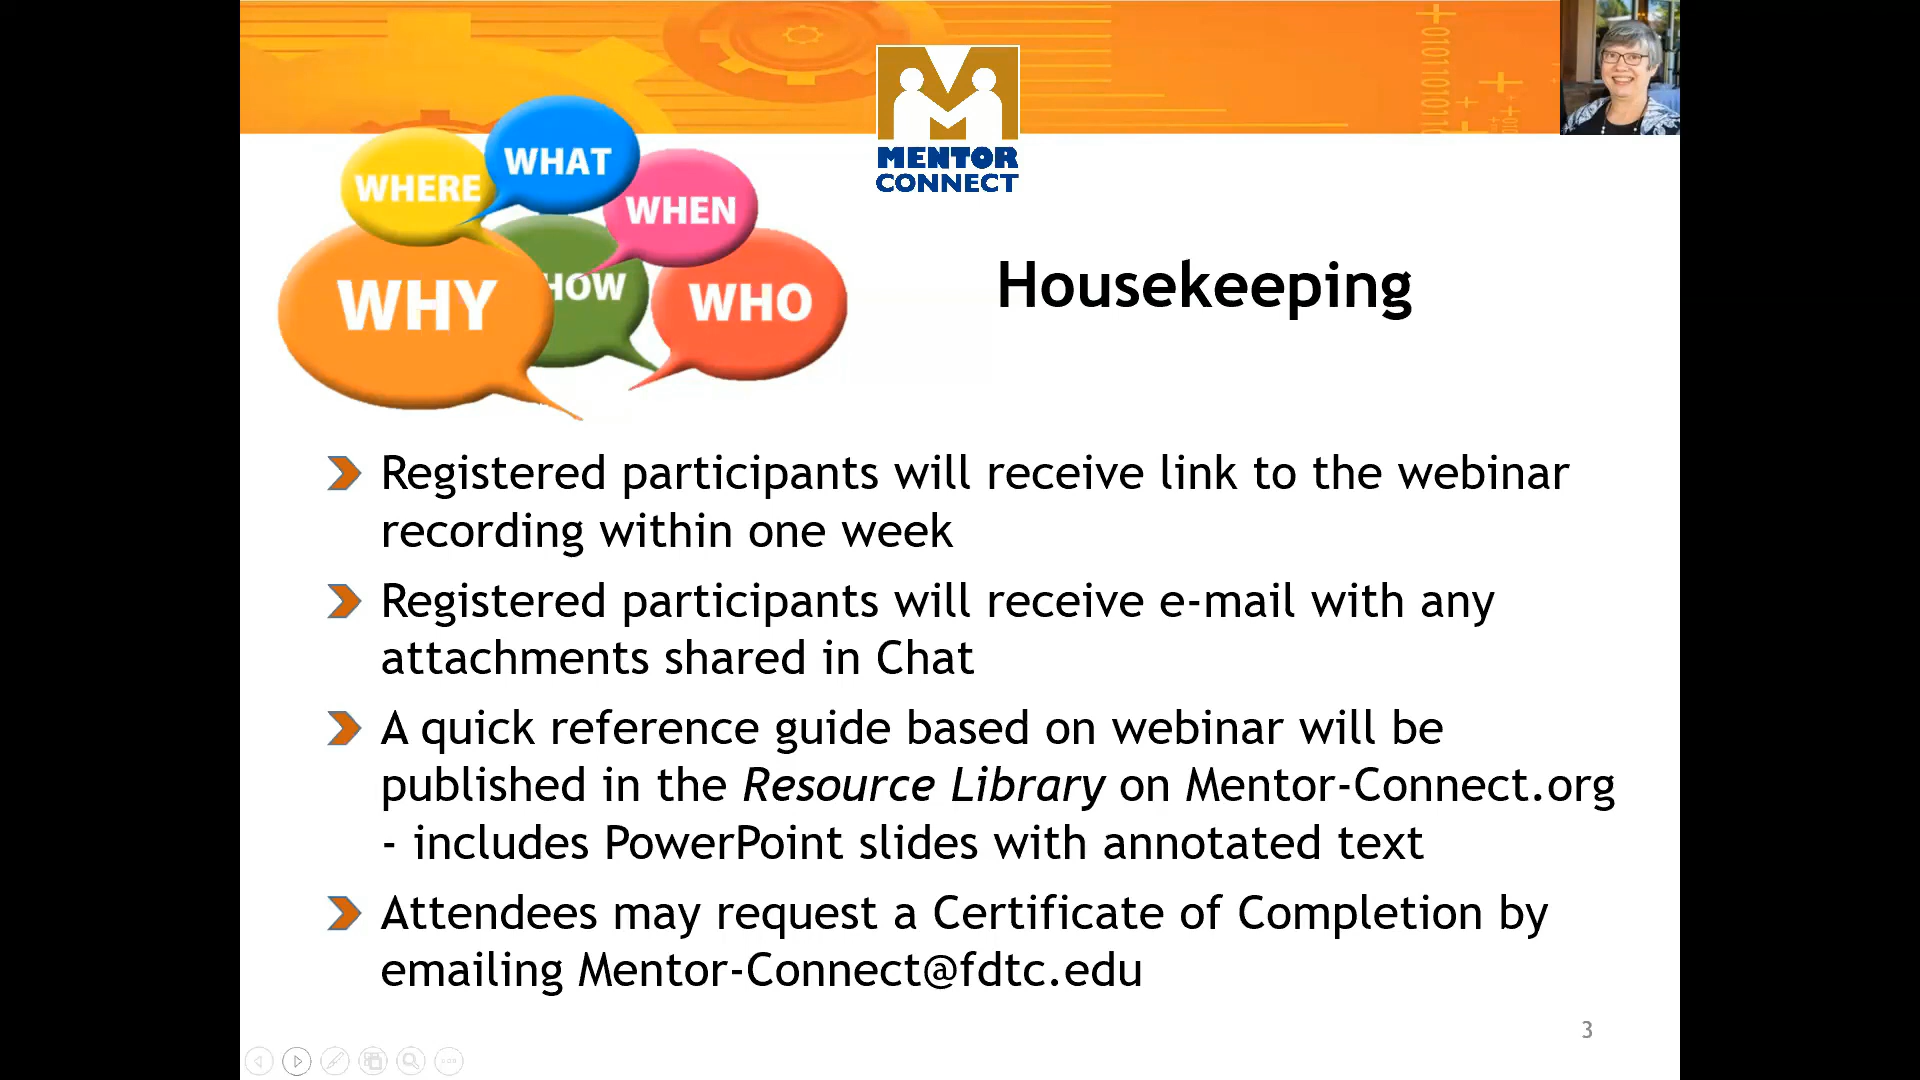 WHERE
WHAT
WHEN
WHY
HOW
WHO
MENTOR
CONNECT
Housekeeping
Registered participants will receive link to the webinar
recording within one week
Registered participants will receive e-mail with any
attachments shared in Chat
A quick reference guide based on webinar will be
published in the Resource Library on Mentor-Connect.org
- includes PowerPoint slides with annotated text
Attendees may request a Certificate of Completion by
emailing Mentor-Connect@fdtc.edu
3